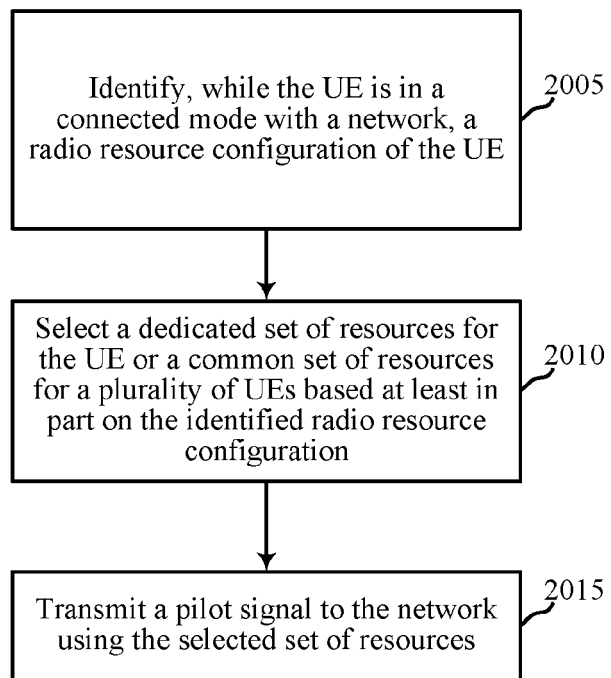 Identify, while the UE is in a
connected mode with a network, a
radio resource configuration of the UE
2005
Select a dedicated set of resources for
the UE or a common set of resources
for a plurality of UEs based at least in
part on the identified radio resource
configuration
2010
Transmit a pilot signal to the network
using the selected set of resources
2015